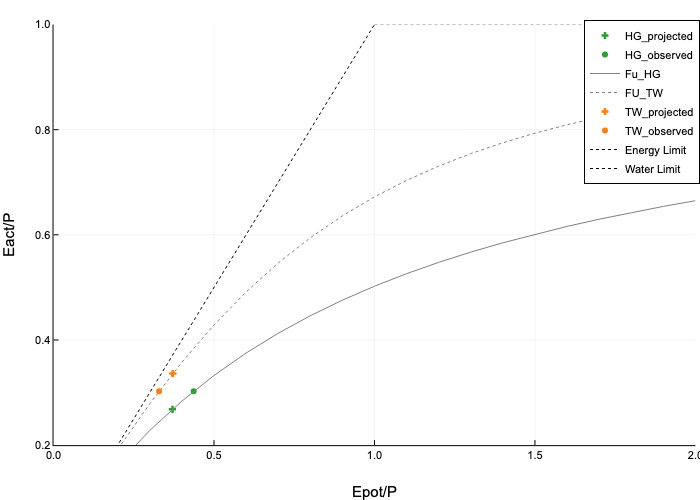 1.0
0.8
0.6
0.4
0.2
Eact/P
0.0
0.5
1.0
1.5
2.0
Epot/P
HG_projected
HG_observed
Fu_HG
FU_TW
TW_projected
TW_observed
Energy Limit
Water Limit